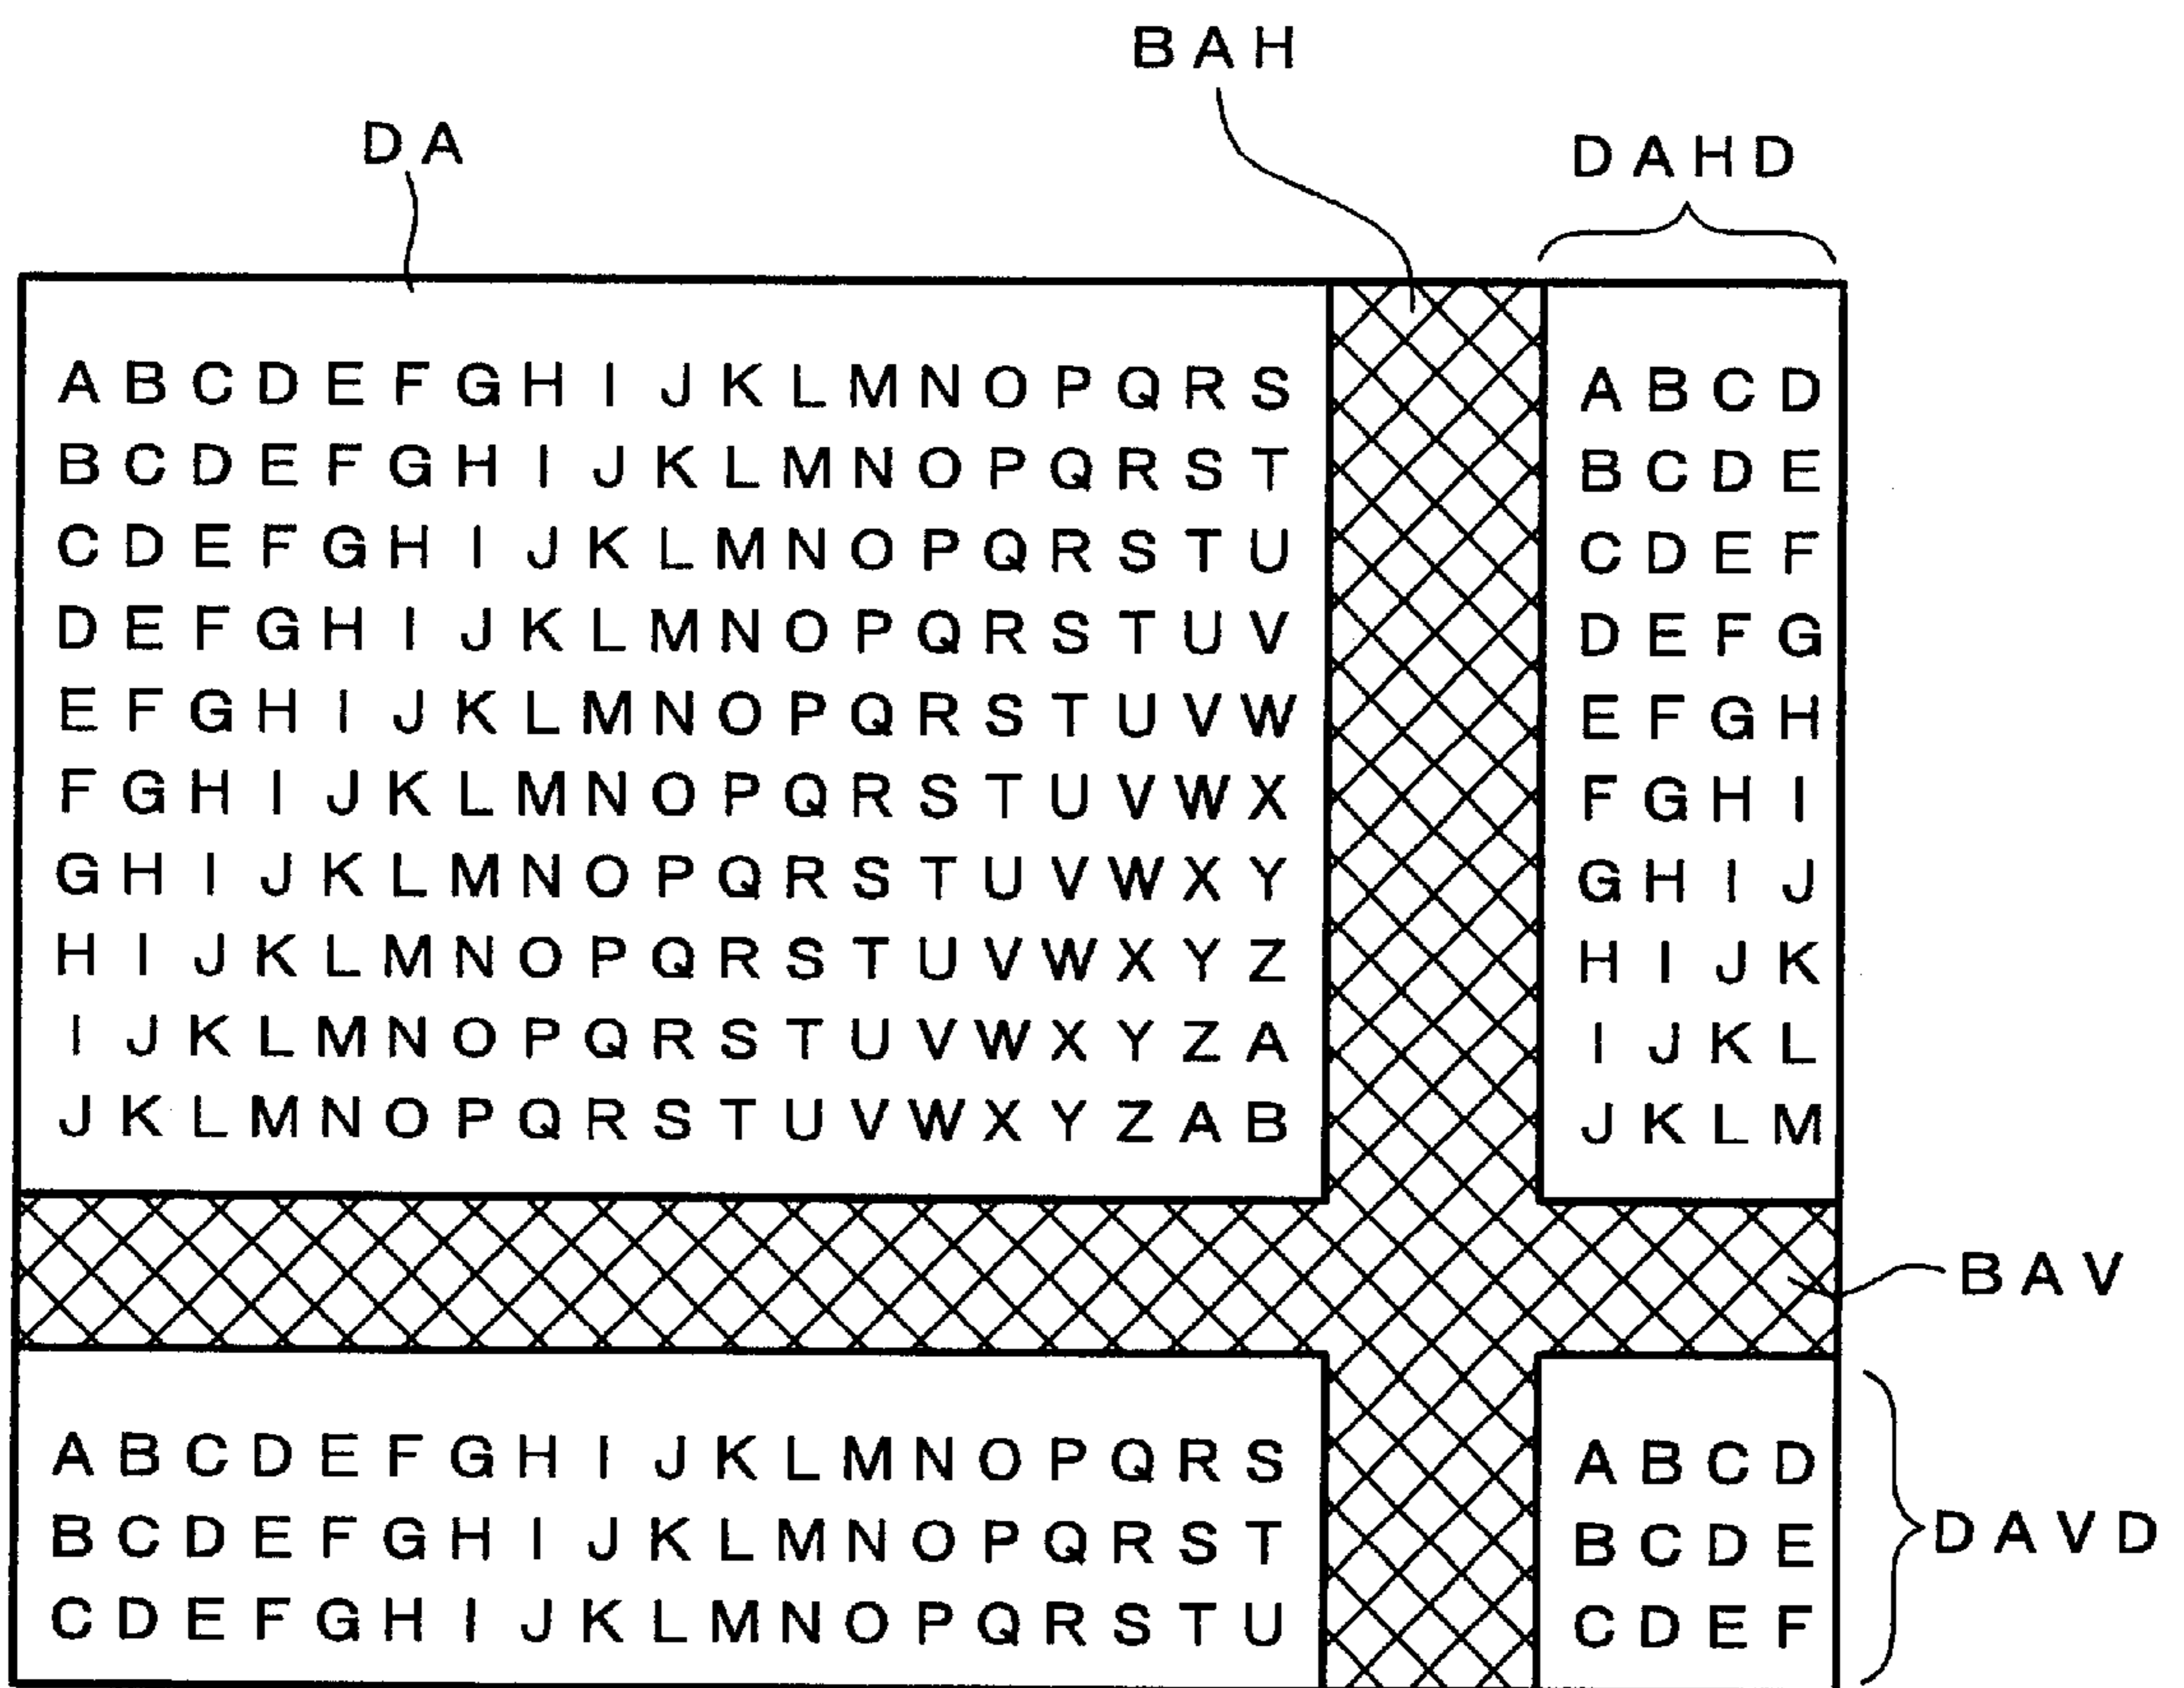 BAH
DA
DAHD
A B C D E F G H I J K L M N O P Q R S A B C D
B C D E F G H I J K L M N O P Q R S T B C D E
C D E F G H I J K L M N O P Q R S T U C D E F
D E F G H I J K L M N O P Q R S T U V D E F G
E F G H I J K L M N O P Q R S T U V W E F G H
F G H I J K L M N O P Q R S T U V W X F G H I
G H I J K L M N O P Q R S T U V W X Y G H I J
H I J K L M N O P Q R S T U V W X Y Z H I J K
I J K L M N O P Q R S T U V W X Y Z A I J K L
J K L M N O P Q R S T U V W X Y Z A B J K L M
BAV
A B C D E F G H I J K L M N O P Q R S A B C D
B C D E F G H I J K L M N O P Q R S T B C D E
DAVD
C D E F G H I J K L M N O P Q R S T U C D E F